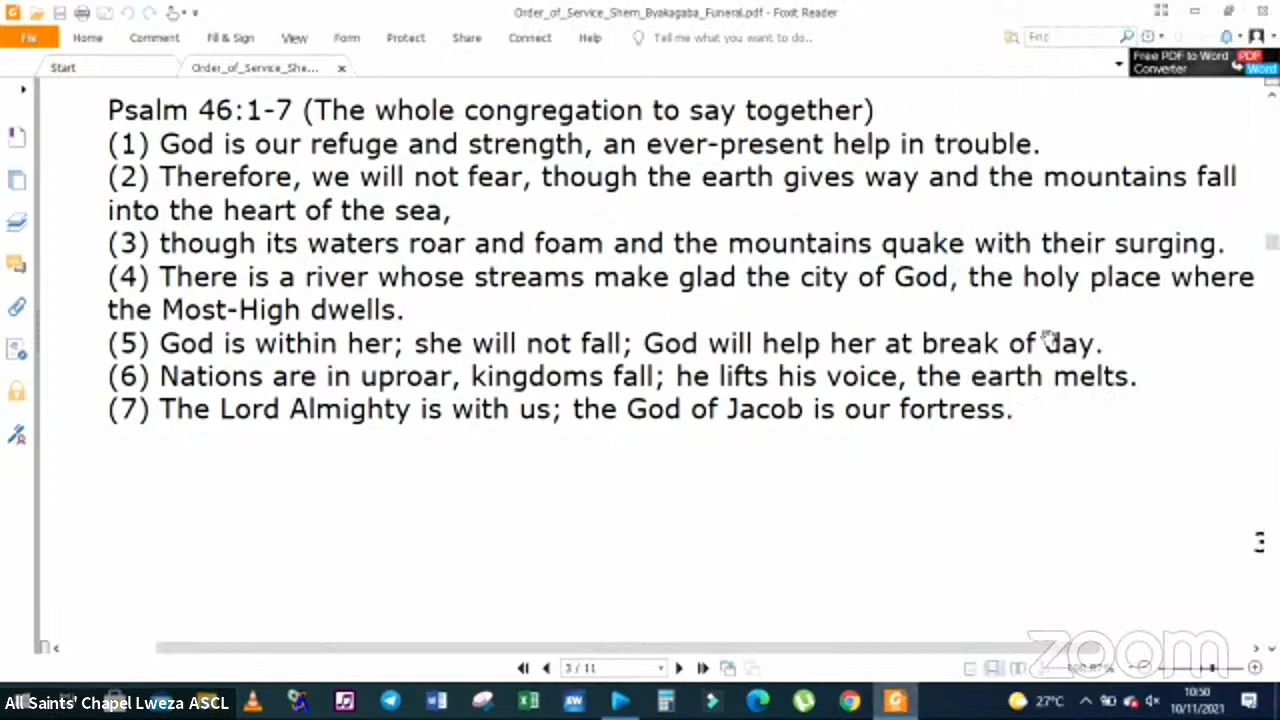 Order_of_Service_Shem_Byakagaba_Funeral.pdf - Foxit Reader
File Home Comment Fill & Sign View Form Protect Share Connect Help Tell me what you want to do.. Find
Start Order_of_Service_She... Free PDF to Word Converter PDF Word
Psalm 46:1-7 (The whole congregation to say together)
(1) God is our refuge and strength, an ever-present help in trouble.
(2) Therefore, we will not fear, though the earth gives way and the mountains fall
into the heart of the sea,
(3) though its waters roar and foam and the mountains quake with their surging.
(4) There is a river whose streams make glad the city of God, the holy place where
the Most-High dwells.
(5) God is within her; she will not fall; God will help her at break of day.
(6) Nations are in uproar, kingdoms fall; he lifts his voice, the earth melts.
(7) The Lord Almighty is with us; the God of Jacob is our fortress.
3
zoom
3 / 11
All Saints' Chapel Lweza ASCL 27°C 10:50
10/11/2021